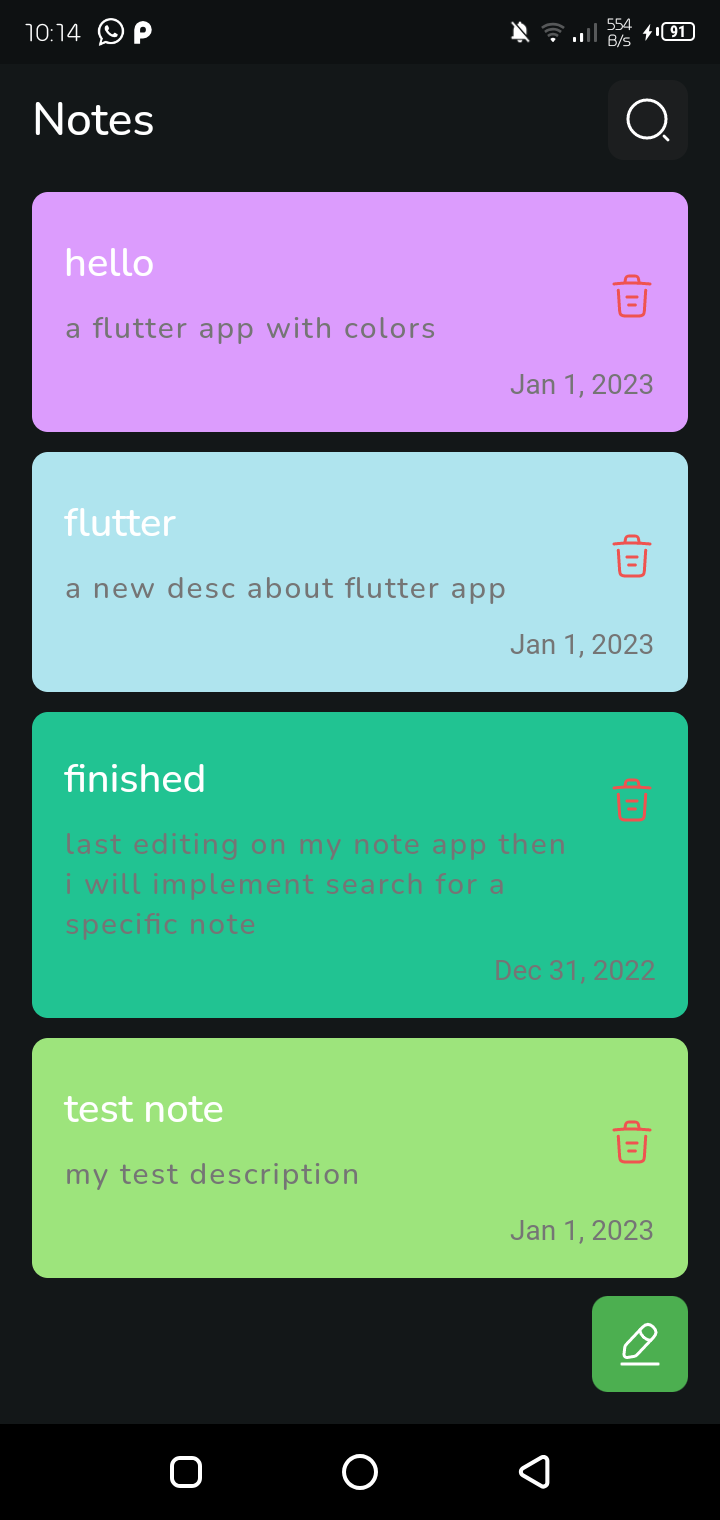 10:14
554
B/s
91
Notes
hello
a flutter app with colors
Jan 1, 2023
flutter
a new desc about flutter app
Jan 1, 2023
finished
last editing on my note app then
i will implement search for a
specific note
Dec 31, 2022
test note
my test description
Jan 1, 2023